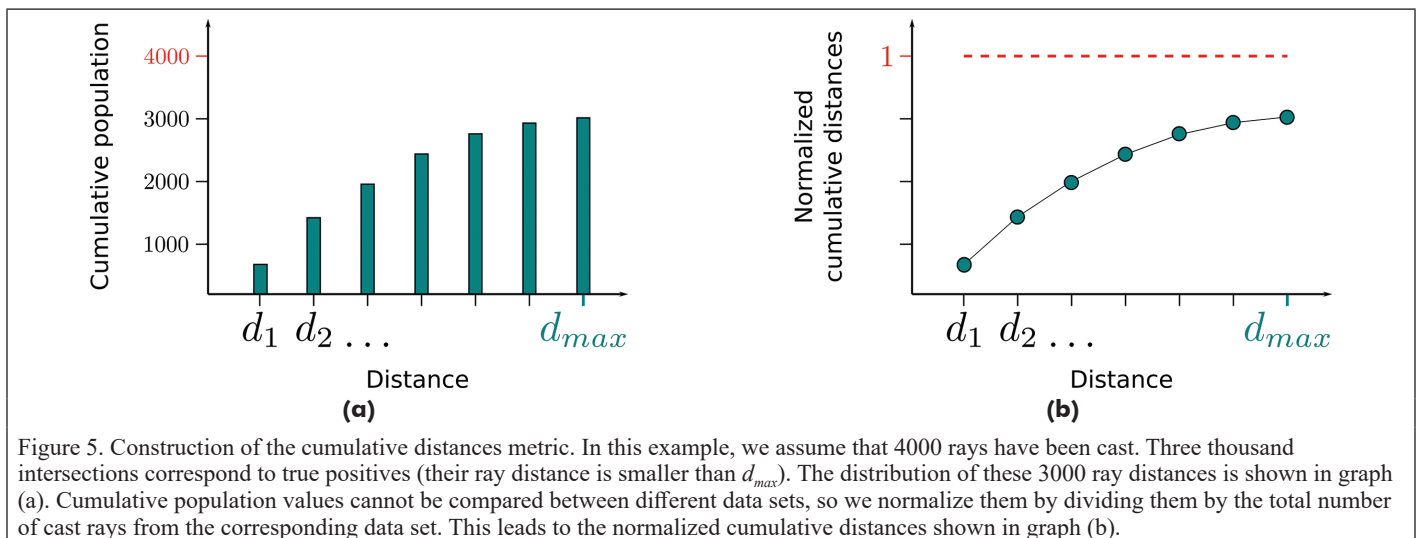 Cumulative population
4000
3000
2000
1000
d1 d2 ... dmax
Distance
(a)
Normalized
cumulative distances
1
d1 d2 ... dmax
Distance
(b)
Figure 5. Construction of the cumulative distances metric. In this example, we assume that 4000 rays have been cast. Three thousand
intersections correspond to true positives (their ray distance is smaller than dmax). The distribution of these 3000 ray distances is shown in graph
(a). Cumulative population values cannot be compared between different data sets, so we normalize them by dividing them by the total number
of cast rays from the corresponding data set. This leads to the normalized cumulative distances shown in graph (b).